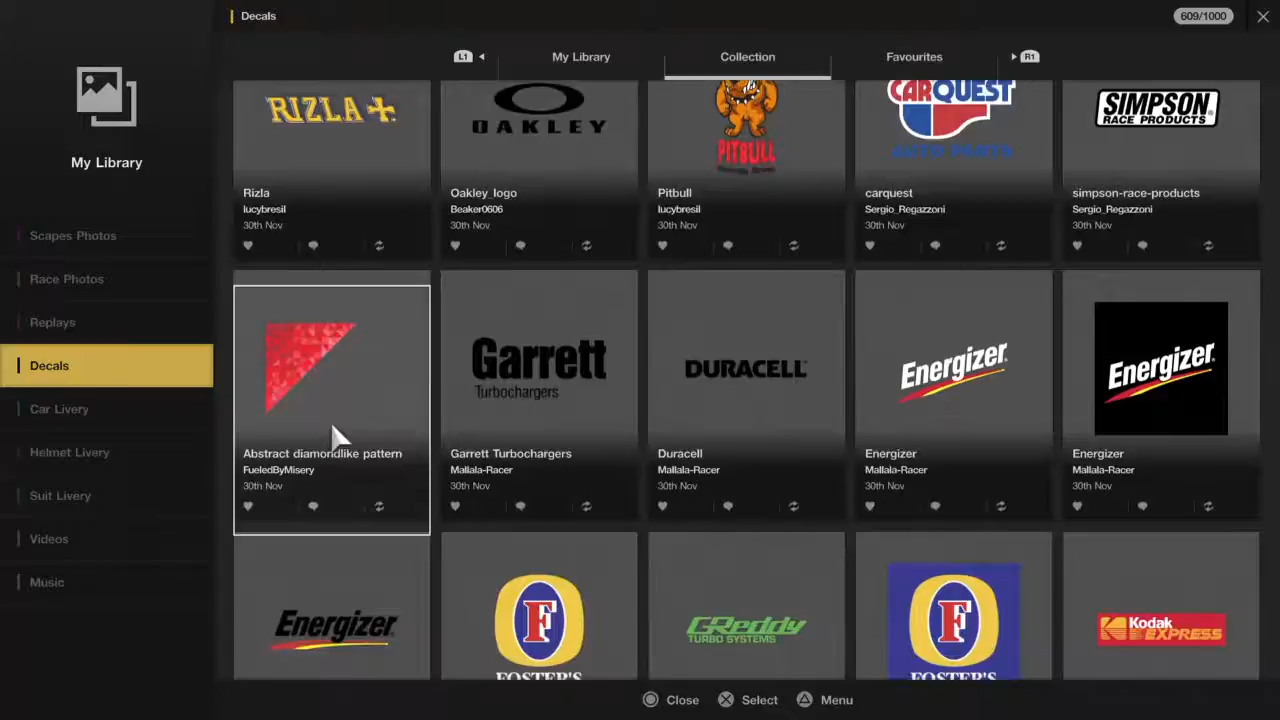 Decals
609/1000
My Library
L1
My Library
Collection
Favourites
R1
Scapes Photos
Race Photos
Replays
Decals
Car Livery
Helmet Livery
Suit Livery
Videos
Music
RIZLA+
Rizla
lucybresil
30th Nov
OAKLEY
Oakley_logo
Beaker0606
30th Nov
PITBULL
Pitbull
lucybresil
30th Nov
CARQUEST
AUTO PARTS
carquest
Sergio_Regazzoni
30th Nov
SIMPSON
RACE PRODUCTS
simpson-race-products
Sergio_Regazzoni
30th Nov
Abstract diamondlike pattern
FueledByMisery
30th Nov
Garrett
Turbochargers
Garrett Turbochargers
Mallala-Racer
30th Nov
DURACELL
Duracell
Mallala-Racer
30th Nov
Energizer
Energizer
Mallala-Racer
30th Nov
Energizer
Energizer
Mallala-Racer
30th Nov
Energizer
F
FOSTER'S
GReddy
TURBO SYSTEMS
F
FOSTER'S
Kodak
EXPRESS
Close
Select
Menu